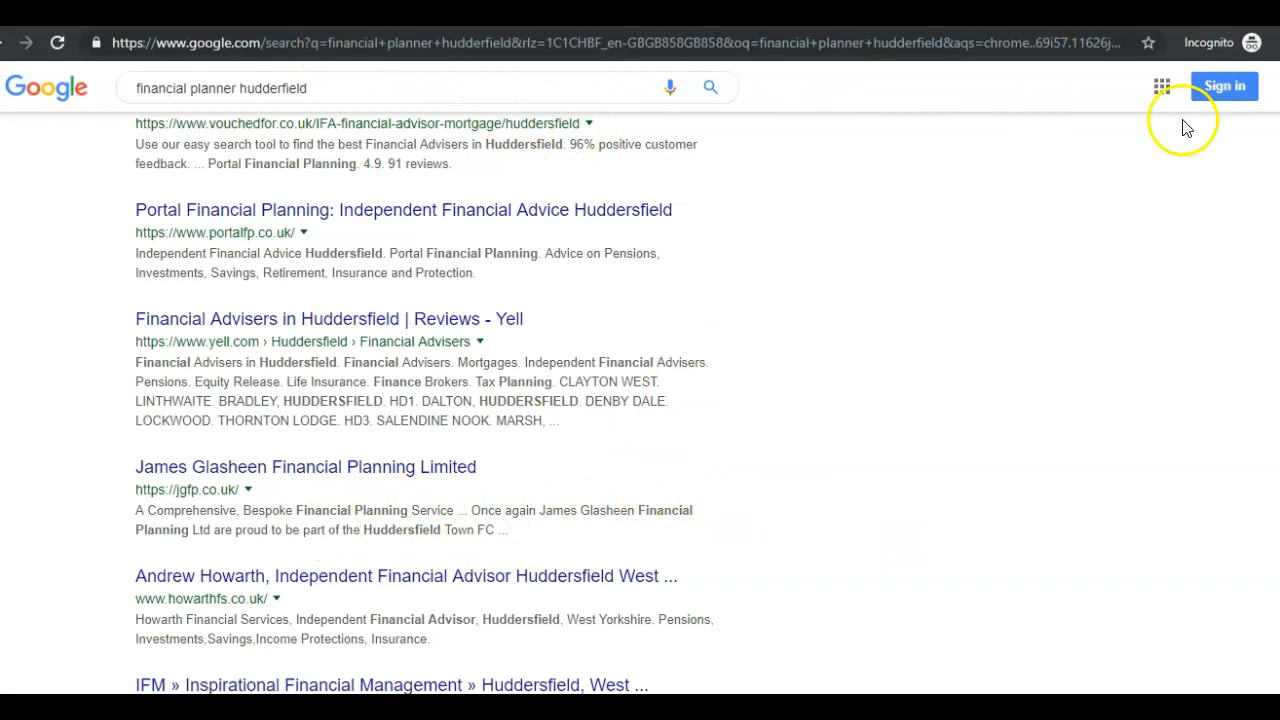 https://www.google.com/search?q=financial+planner+hudderfield&rlz=1C1CHBF_en-GBGB858GB858&oq=financial+planner+hudderfield&aqs=chrome..69i57.11626j...
Incognito
Google
financial planner hudderfield
Sign in
https://www.vouchedfor.co.uk/IFA-financial-advisor-mortgage/huddersfield
Use our easy search tool to find the best Financial Advisers in Huddersfield. 96% positive customer
feedback. ... Portal Financial Planning. 4.9. 91 reviews.
Portal Financial Planning: Independent Financial Advice Huddersfield
https://www.portalfp.co.uk/
Independent Financial Advice Huddersfield. Portal Financial Planning. Advice on Pensions,
Investments, Savings, Retirement, Insurance and Protection.
Financial Advisers in Huddersfield | Reviews - Yell
https://www.yell.com › Huddersfield › Financial Advisers
Financial Advisers in Huddersfield. Financial Advisers. Mortgages. Independent Financial Advisers.
Pensions. Equity Release. Life Insurance. Finance Brokers. Tax Planning. CLAYTON WEST.
LINTHWAITE. BRADLEY, HUDDERSFIELD. HD1. DALTON, HUDDERSFIELD. DENBY DALE.
LOCKWOOD. THORNTON LODGE. HD3. SALENDINE NOOK. MARSH, ...
James Glasheen Financial Planning Limited
https://jgfp.co.uk/
A Comprehensive, Bespoke Financial Planning Service ... Once again James Glasheen Financial
Planning Ltd are proud to be part of the Huddersfield Town FC ...
Andrew Howarth, Independent Financial Advisor Huddersfield West ...
www.howarthfs.co.uk/
Howarth Financial Services, Independent Financial Advisor, Huddersfield, West Yorkshire. Pensions,
Investments,Savings,Income Protections, Insurance.
IFM » Inspirational Financial Management » Huddersfield, West ...